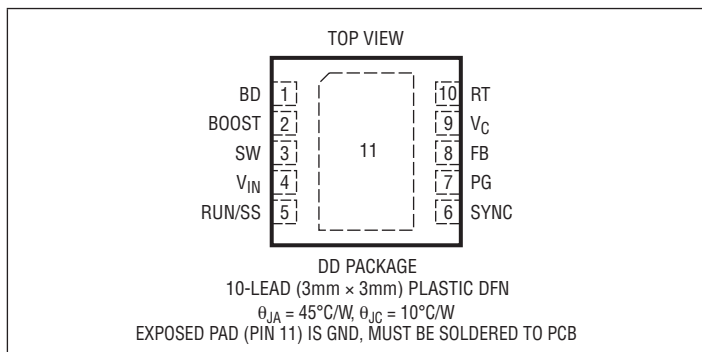 TOP VIEW
BD 1
BOOST 2
SW 3
VIN 4
RUN/SS 5
11
10 RT
9 VC
8 FB
7 PG
6 SYNC
DD PACKAGE
10-LEAD (3mm × 3mm) PLASTIC DFN
θJA = 45°C/W, θJC = 10°C/W
EXPOSED PAD (PIN 11) IS GND, MUST BE SOLDERED TO PCB